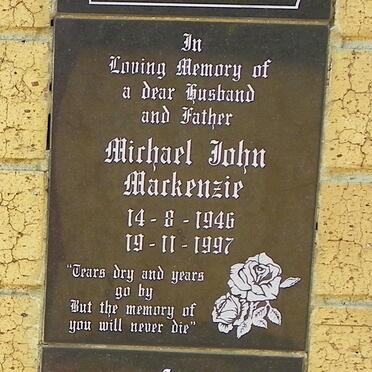 In
Loving Memory of
a dear Husband
and Father
Michael John
Mackenzie
14 - 8 - 1946
19 - 11 - 1997
"Tears dry and years
go by
But the memory of
you will never die"